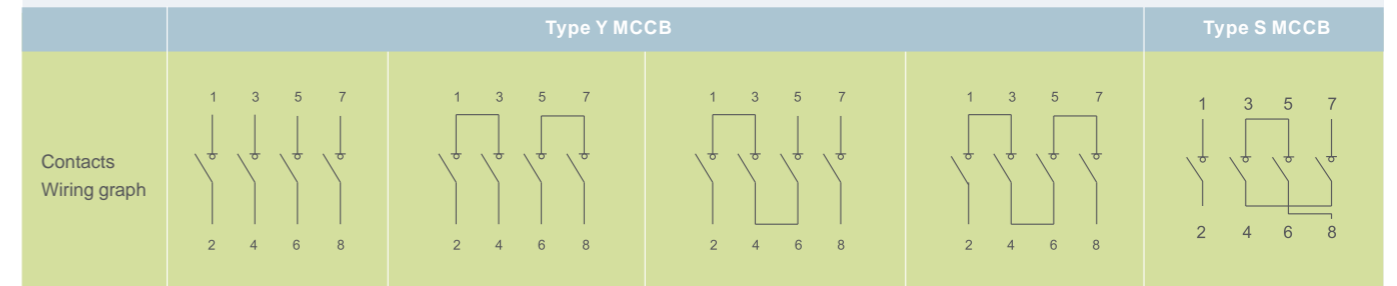 Type Y MCCB Type S MCCB
1 3 5 7 1 3 5 7 1 3 5 7 1 3 5 7 1 3 5 7
Contacts
Wiring graph
2 4 6 8 2 4 6 8 2 4 6 8 2 4 6 8 2 4 6 8